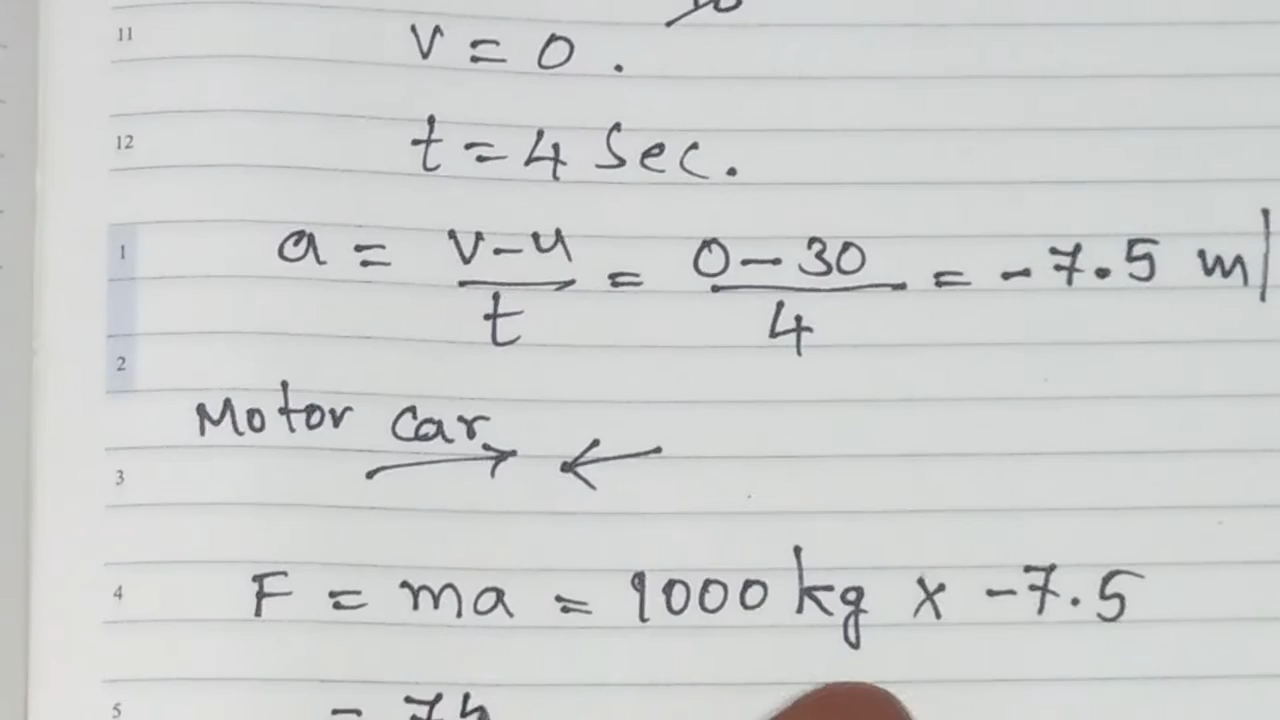 11
v = 0 .
12
t = 4 Sec.
1
a = v-u/t = 0-30/4 = -7.5 m/
2
Motor car
3
4
F = ma = 1000 kg x -7.5
5